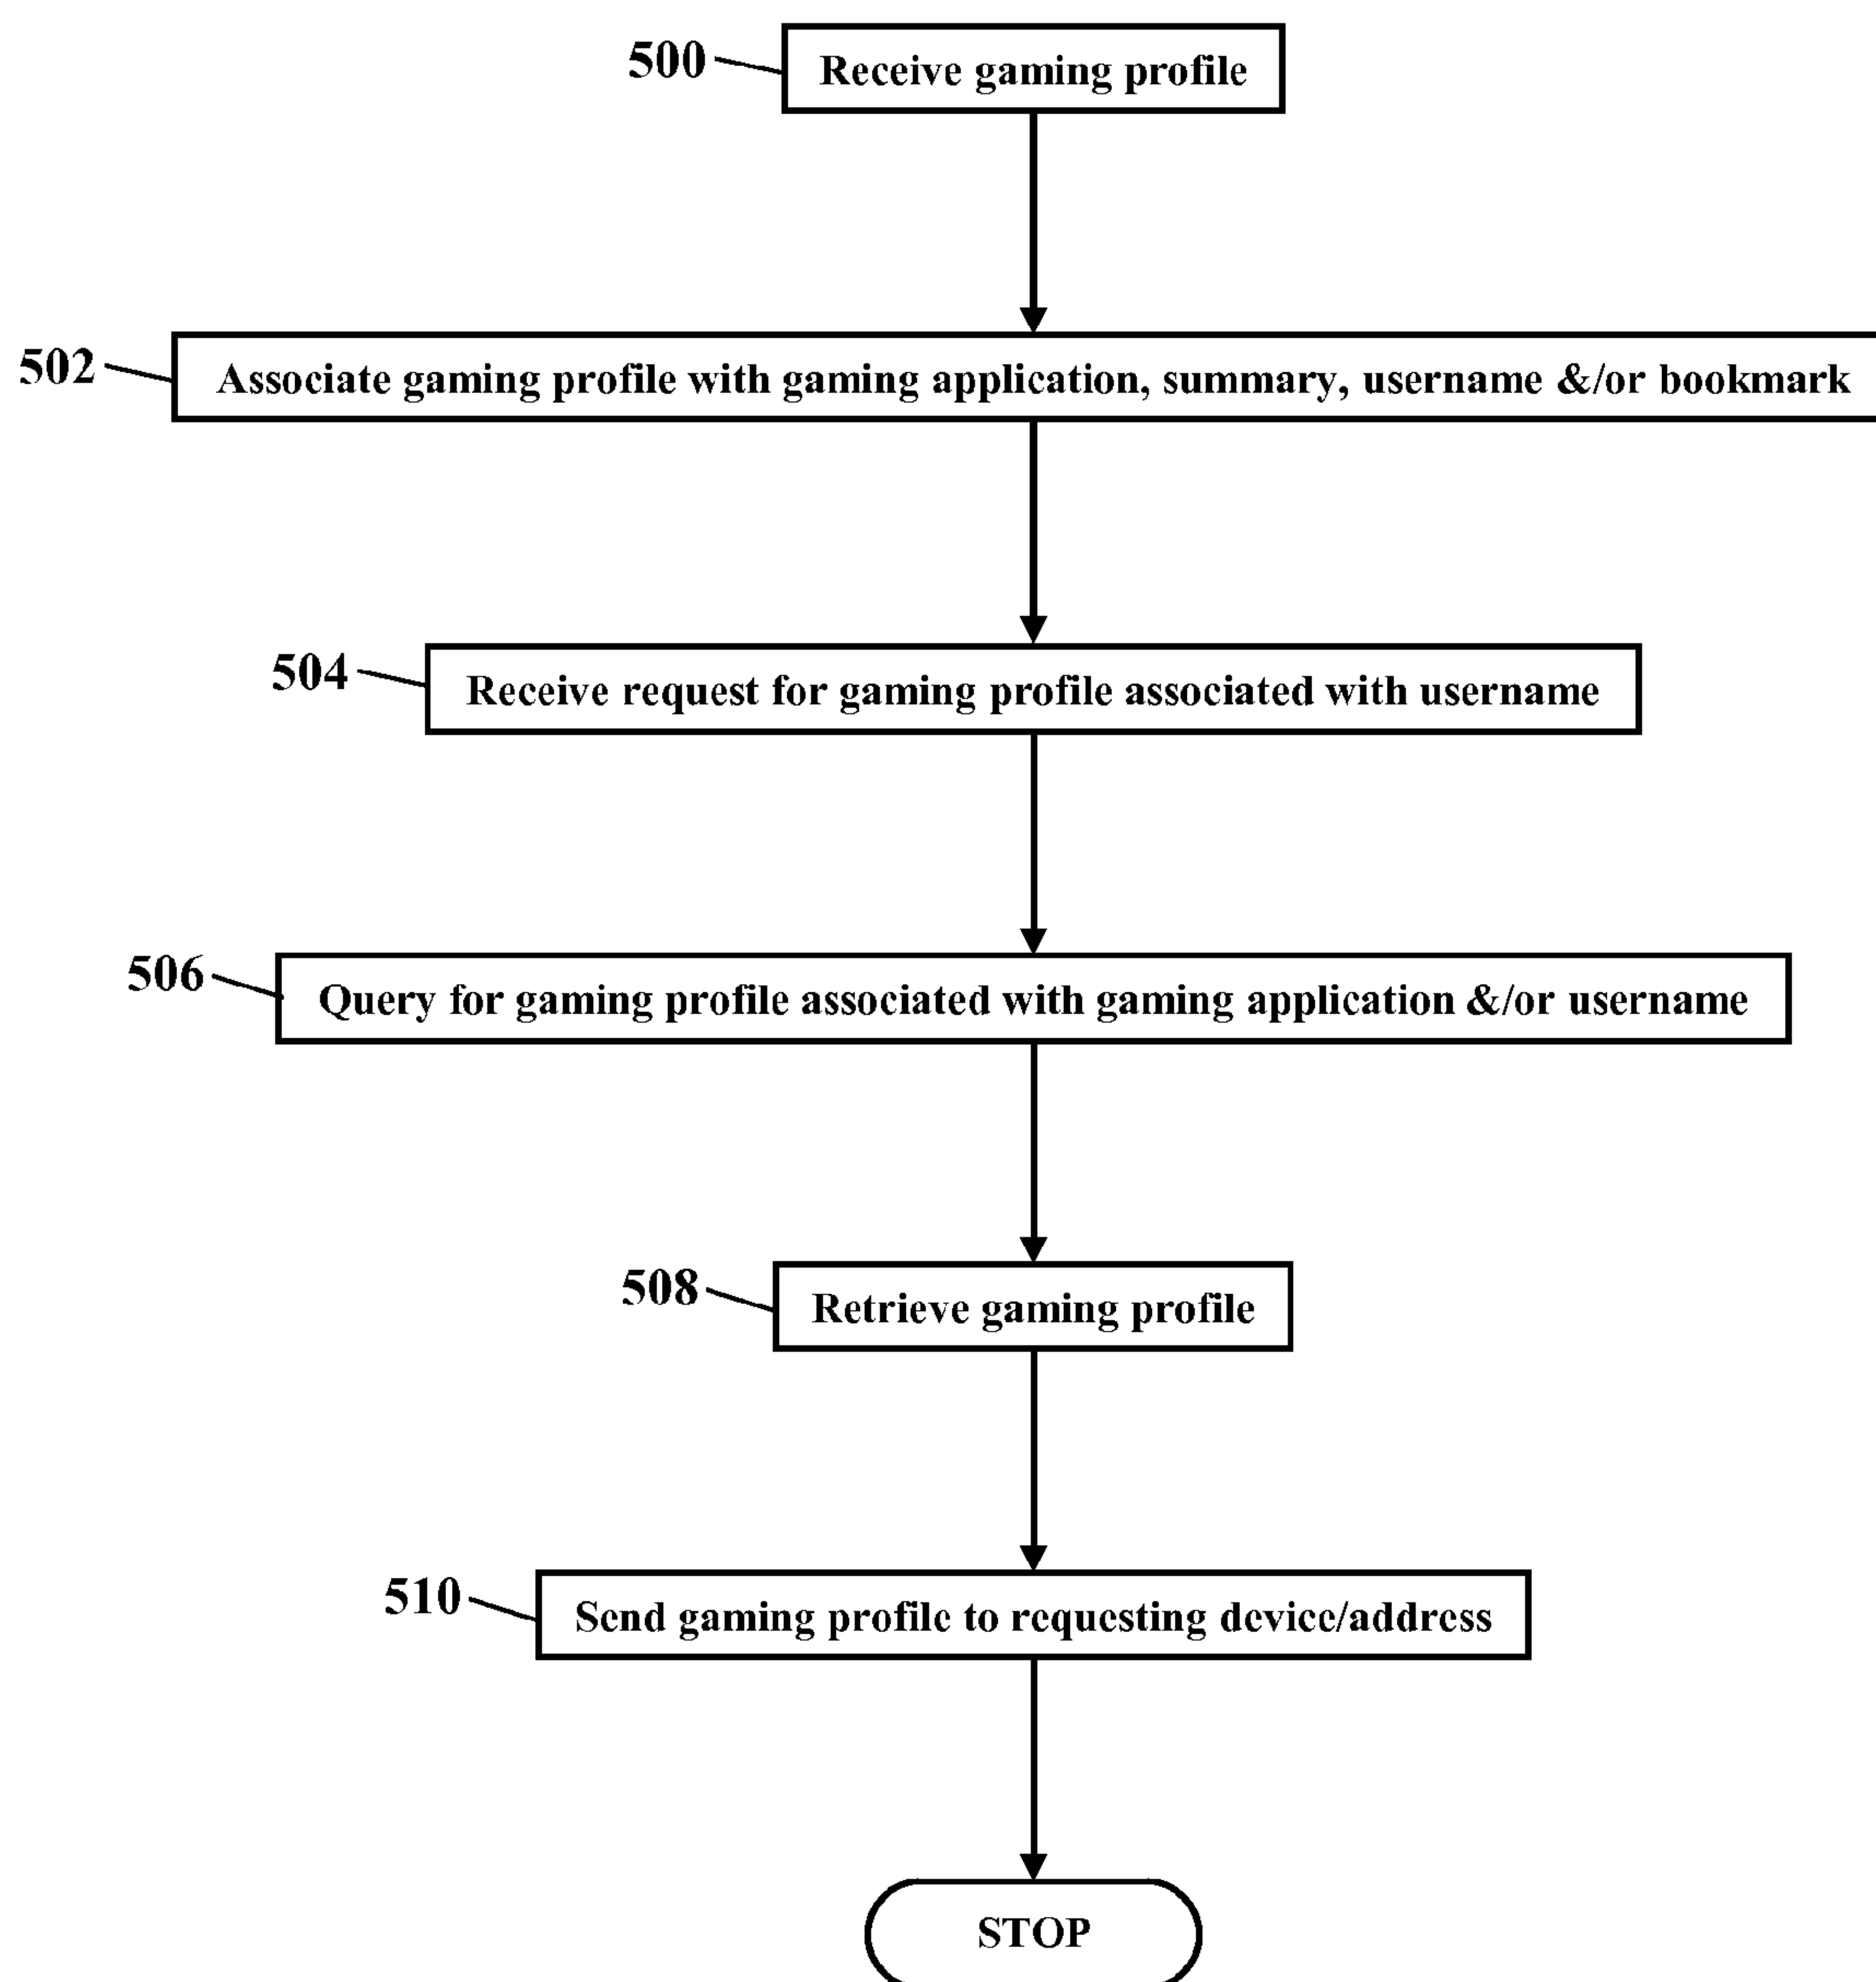 500
Receive gaming profile
502
Associate gaming profile with gaming application, summary, username &/or bookmark
504
Receive request for gaming profile associated with username
506
Query for gaming profile associated with gaming application &/or username
508
Retrieve gaming profile
510
Send gaming profile to requesting device/address
STOP